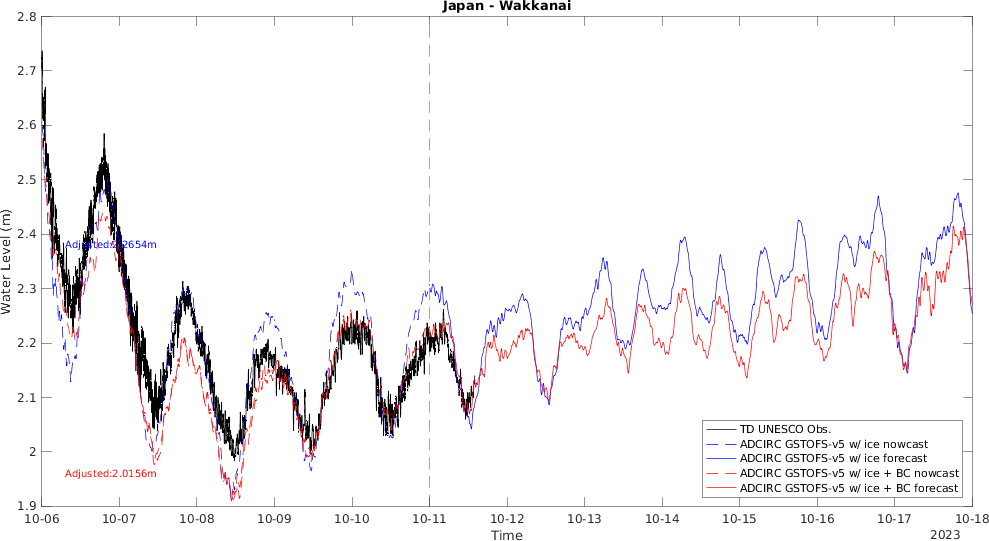 Japan - Wakkanai
2.8
2.7
2.6
2.5
2.4
2.3
2.2
2.1
2
1.9
Water Level (m)
Adjusted:2.2654m
Adjusted:2.0156m
TD UNESCO Obs.
ADCIRC GSTOFS-v5 w/ ice nowcast
ADCIRC GSTOFS-v5 w/ ice forecast
ADCIRC GSTOFS-v5 w/ ice + BC nowcast
ADCIRC GSTOFS-v5 w/ ice + BC forecast
10-06 10-07 10-08 10-09 10-10 10-11 10-12 10-13 10-14 10-15 10-16 10-17 10-18
Time
2023